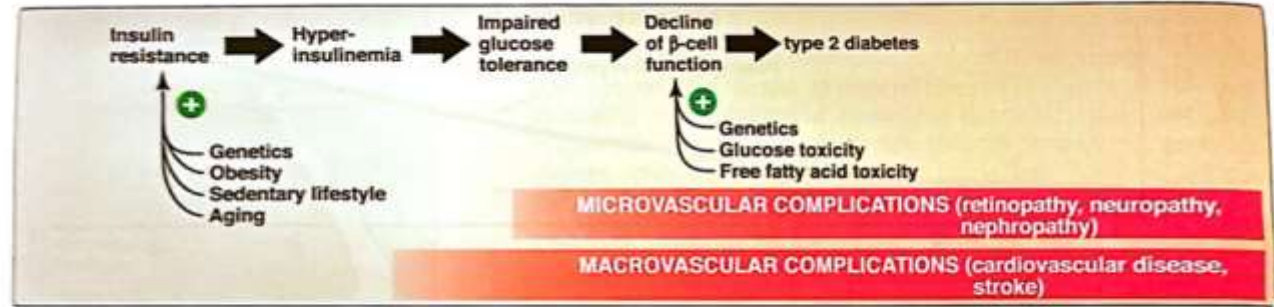 Insulin
resistance
Hyper-
insulinemia
Impaired
glucose
tolerance
Decline
of β-cell
function
type 2 diabetes
+
Genetics
Obesity
Sedentary lifestyle
Aging
+
Genetics
Glucose toxicity
Free fatty acid toxicity
MICROVASCULAR COMPLICATIONS (retinopathy, neuropathy,
nephropathy)
MACROVASCULAR COMPLICATIONS (cardiovascular disease,
stroke)